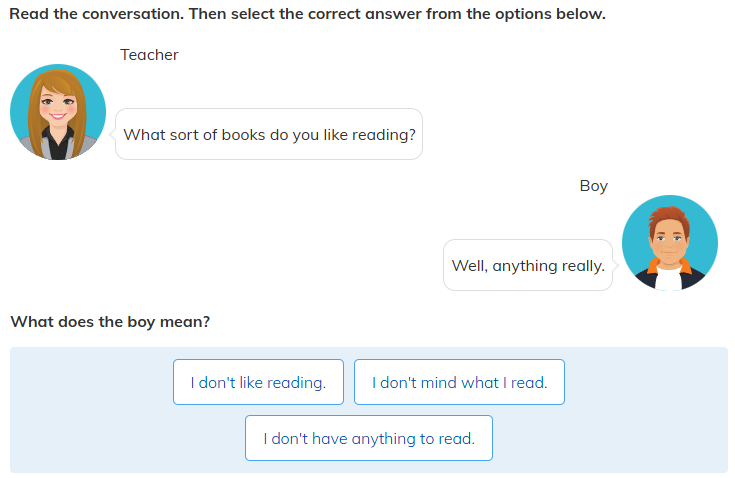 Read the conversation. Then select the correct answer from the options below.
Teacher
What sort of books do you like reading?
Boy
Well, anything really.
What does the boy mean?
I don't like reading.
I don't mind what I read.
I don't have anything to read.